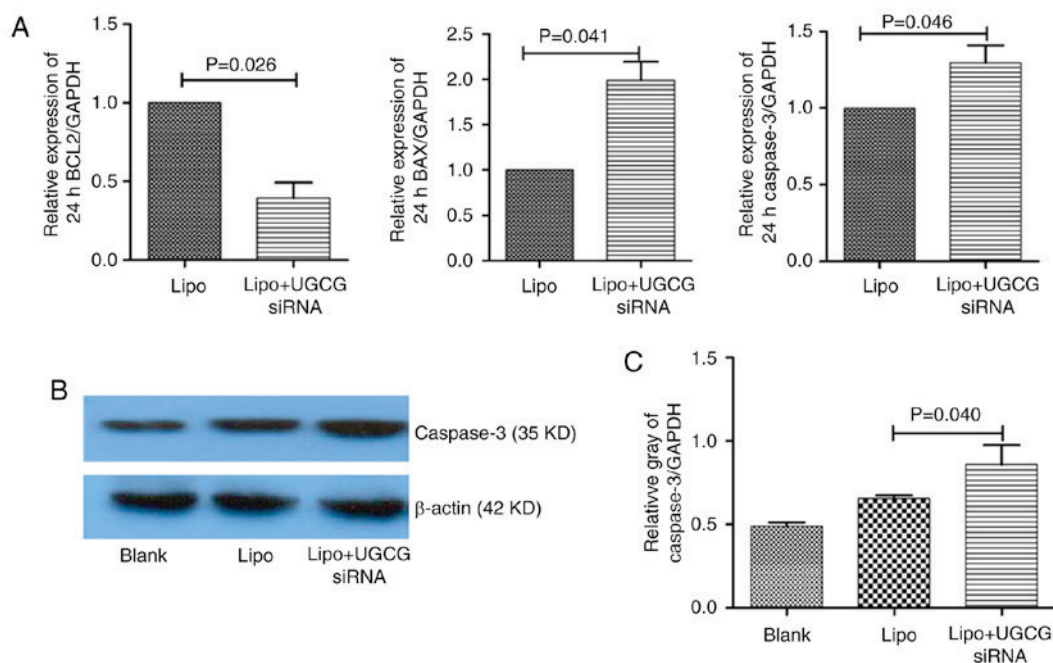 A
Relative expression of
24 h BCL2/GAPDH
1.5
1.0
0.5
0.0
P=0.026
Lipo
Lipo+UGCG
siRNA
Relative expression of
24 h BAX/GAPDH
2.5
2.0
1.5
1.0
0.5
0.0
P=0.041
Lipo
Lipo+UGCG
siRNA
Relative expression of
24 h caspase-3/GAPDH
1.5
1.0
0.5
0.0
P=0.046
Lipo
Lipo+UGCG
siRNA
B
Caspase-3 (35 KD)
β-actin (42 KD)
Blank
Lipo
Lipo+UGCG
siRNA
C
Relativve gray of
caspase-3/GAPDH
1.5
1.0
0.5
0.0
P=0.040
Blank
Lipo
Lipo+UGCG
siRNA